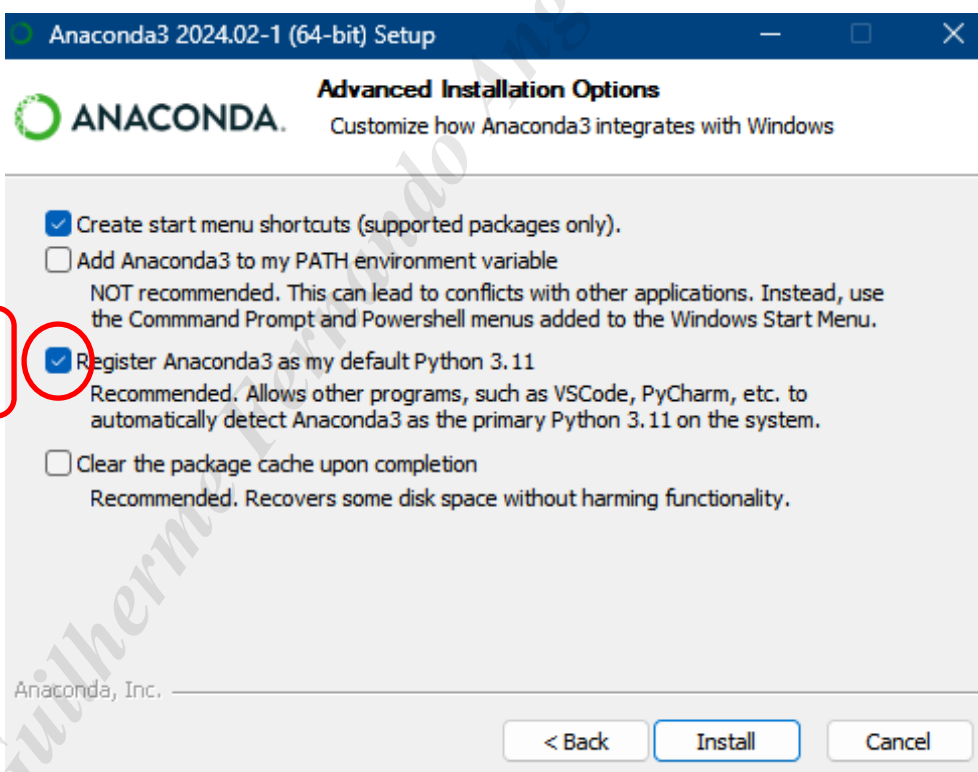 Anaconda3 2024.02-1 (64-bit) Setup
ANACONDA.
Advanced Installation Options
Customize how Anaconda3 integrates with Windows
Create start menu shortcuts (supported packages only).
Add Anaconda3 to my PATH environment variable
NOT recommended. This can lead to conflicts with other applications. Instead, use
the Commmand Prompt and Powershell menus added to the Windows Start Menu.
Register Anaconda3 as my default Python 3.11
Recommended. Allows other programs, such as VSCode, PyCharm, etc. to
automatically detect Anaconda3 as the primary Python 3.11 on the system.
Clear the package cache upon completion
Recommended. Recovers some disk space without harming functionality.
Anaconda, Inc.
< Back
Install
Cancel